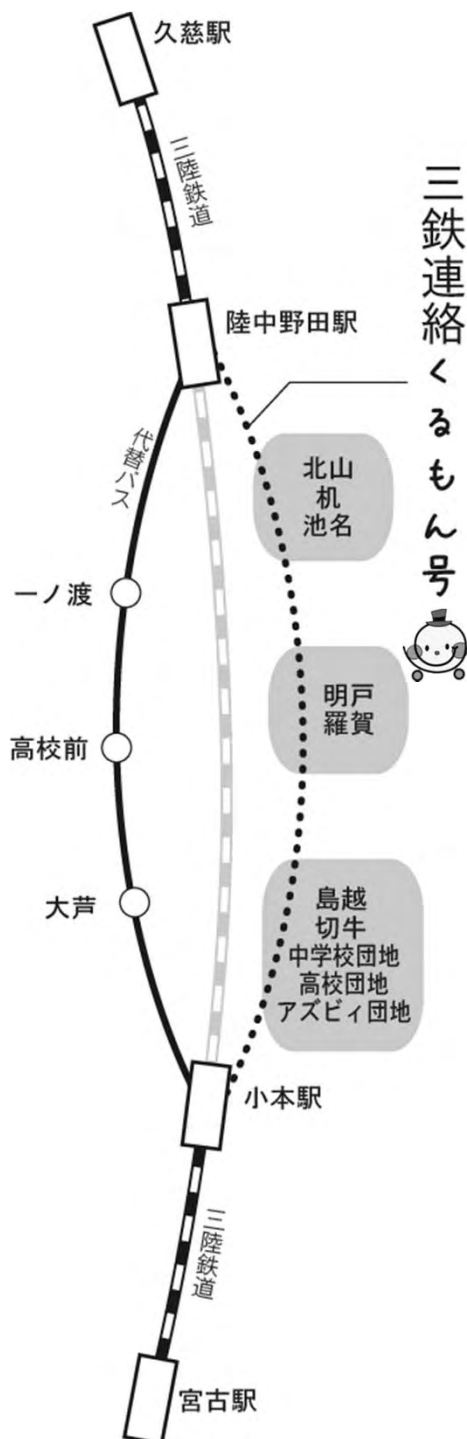 久慈駅
三陸鉄道
三鉄連絡くるもん号
陸中野田駅
代替バス
北山
机
池名
一ノ渡
明戸
羅賀
高校前
島越
切牛
中学校団地
高校団地
アズビィ団地
大芦
小本駅
三陸鉄道
宮古駅